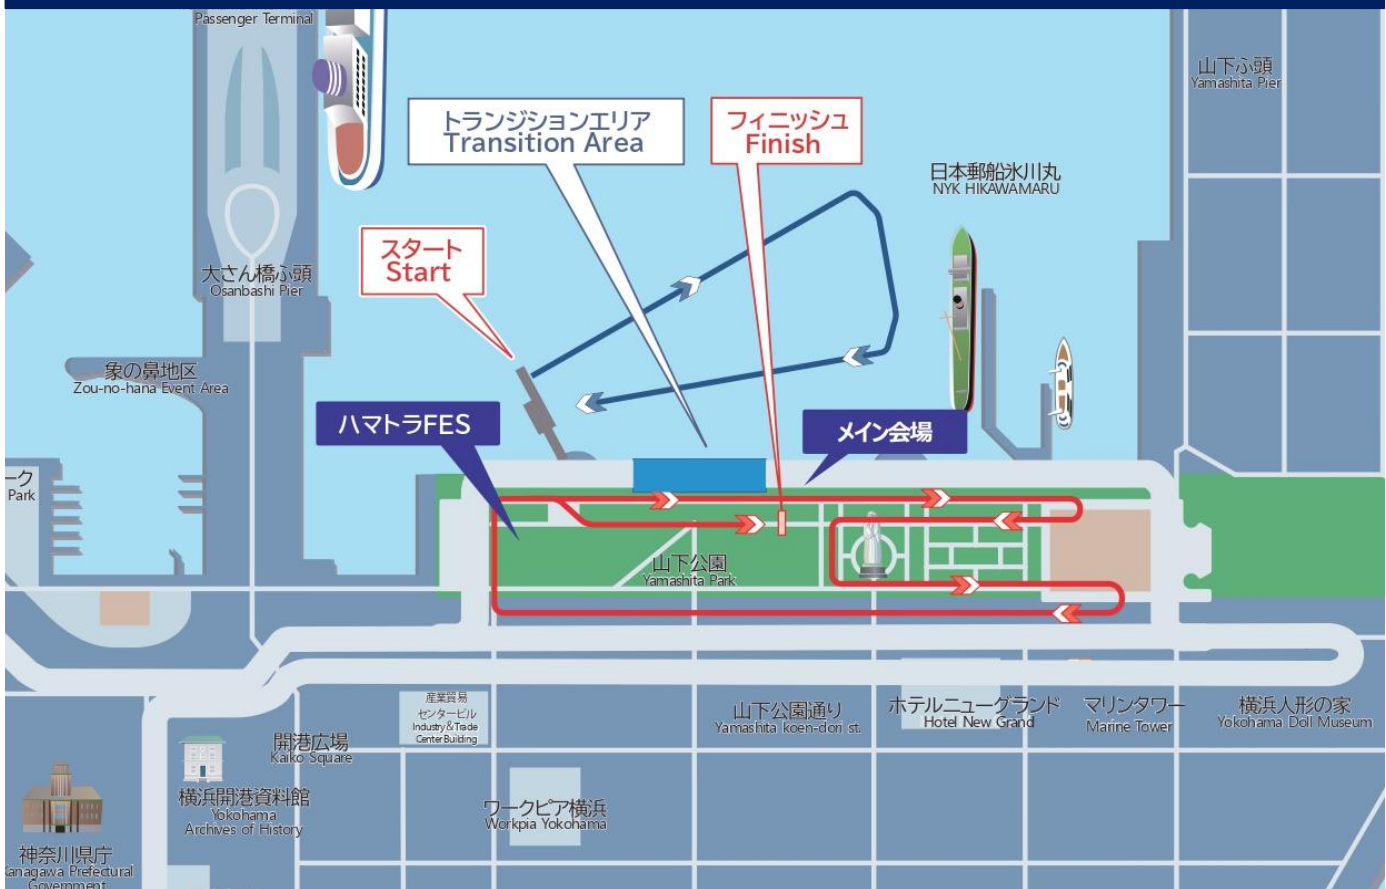 Passenger Terminal
山下ふ頭
Yamashita Pier
トランジションエリア
Transition Area
フィニッシュ
Finish
日本郵船氷川丸
NYK HIKAWAMARU
スタート
Start
大さん橋ふ頭
Osanbashi Pier
象の鼻地区
Zou-no-hana Event Area
ハマトラFES
メイン会場
ーク
Park
山下公園
Yamashita Park
産業貿易
センタービル
Industry & Trade
Center Building
山下公園通り
Yamashita koen-dori st.
ホテルニューグランド
Hotel New Grand
マリンタワー
Marine Tower
横浜人形の家
Yokohama Doll Museum
開港広場
Kaiko Square
横浜開港資料館
Yokohama
Archives of History
ワークピア横浜
Workpia Yokohama
神奈川県庁
Kanagawa Prefectural
Government